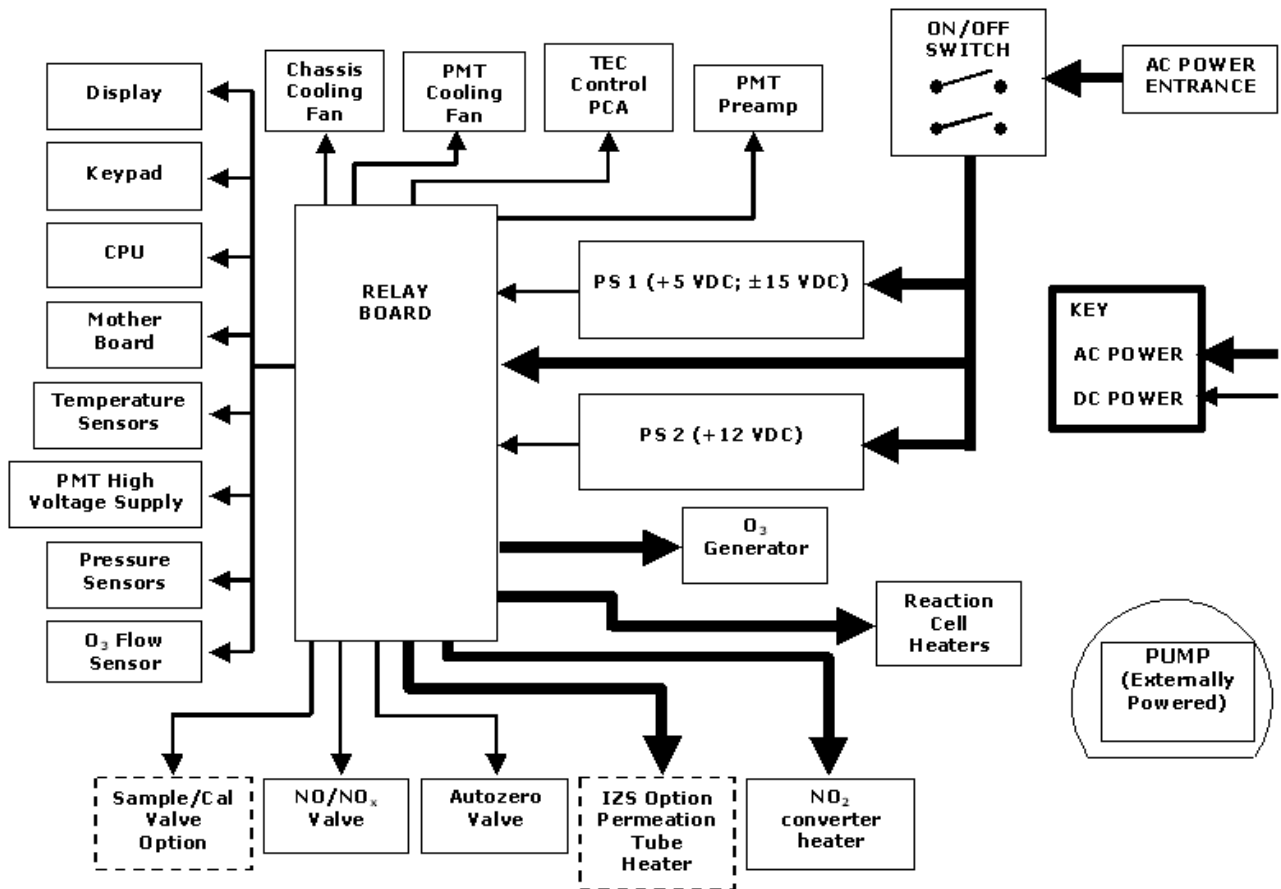 ON/OFF
SWITCH
AC POWER
ENTRANCE
Chassis
Cooling
Fan
PMT
Cooling
Fan
TEC
Control
PCA
PMT
Preamp
Display
Keypad
CPU
Mother
Board
Temperature
Sensors
PMT High
Voltage Supply
Pressure
Sensors
O₃ Flow
Sensor
RELAY
BOARD
PS 1 (+5 VDC; ±15 VDC)
PS 2 (+12 VDC)
KEY
AC POWER
DC POWER
O₃
Generator
Reaction
Cell
Heaters
PUMP
(Externally
Powered)
Sample/Cal
Valve
Option
NO/NOₓ
Valve
Autozero
Valve
IZS Option
Permeation
Tube
Heater
NO₂
converter
heater